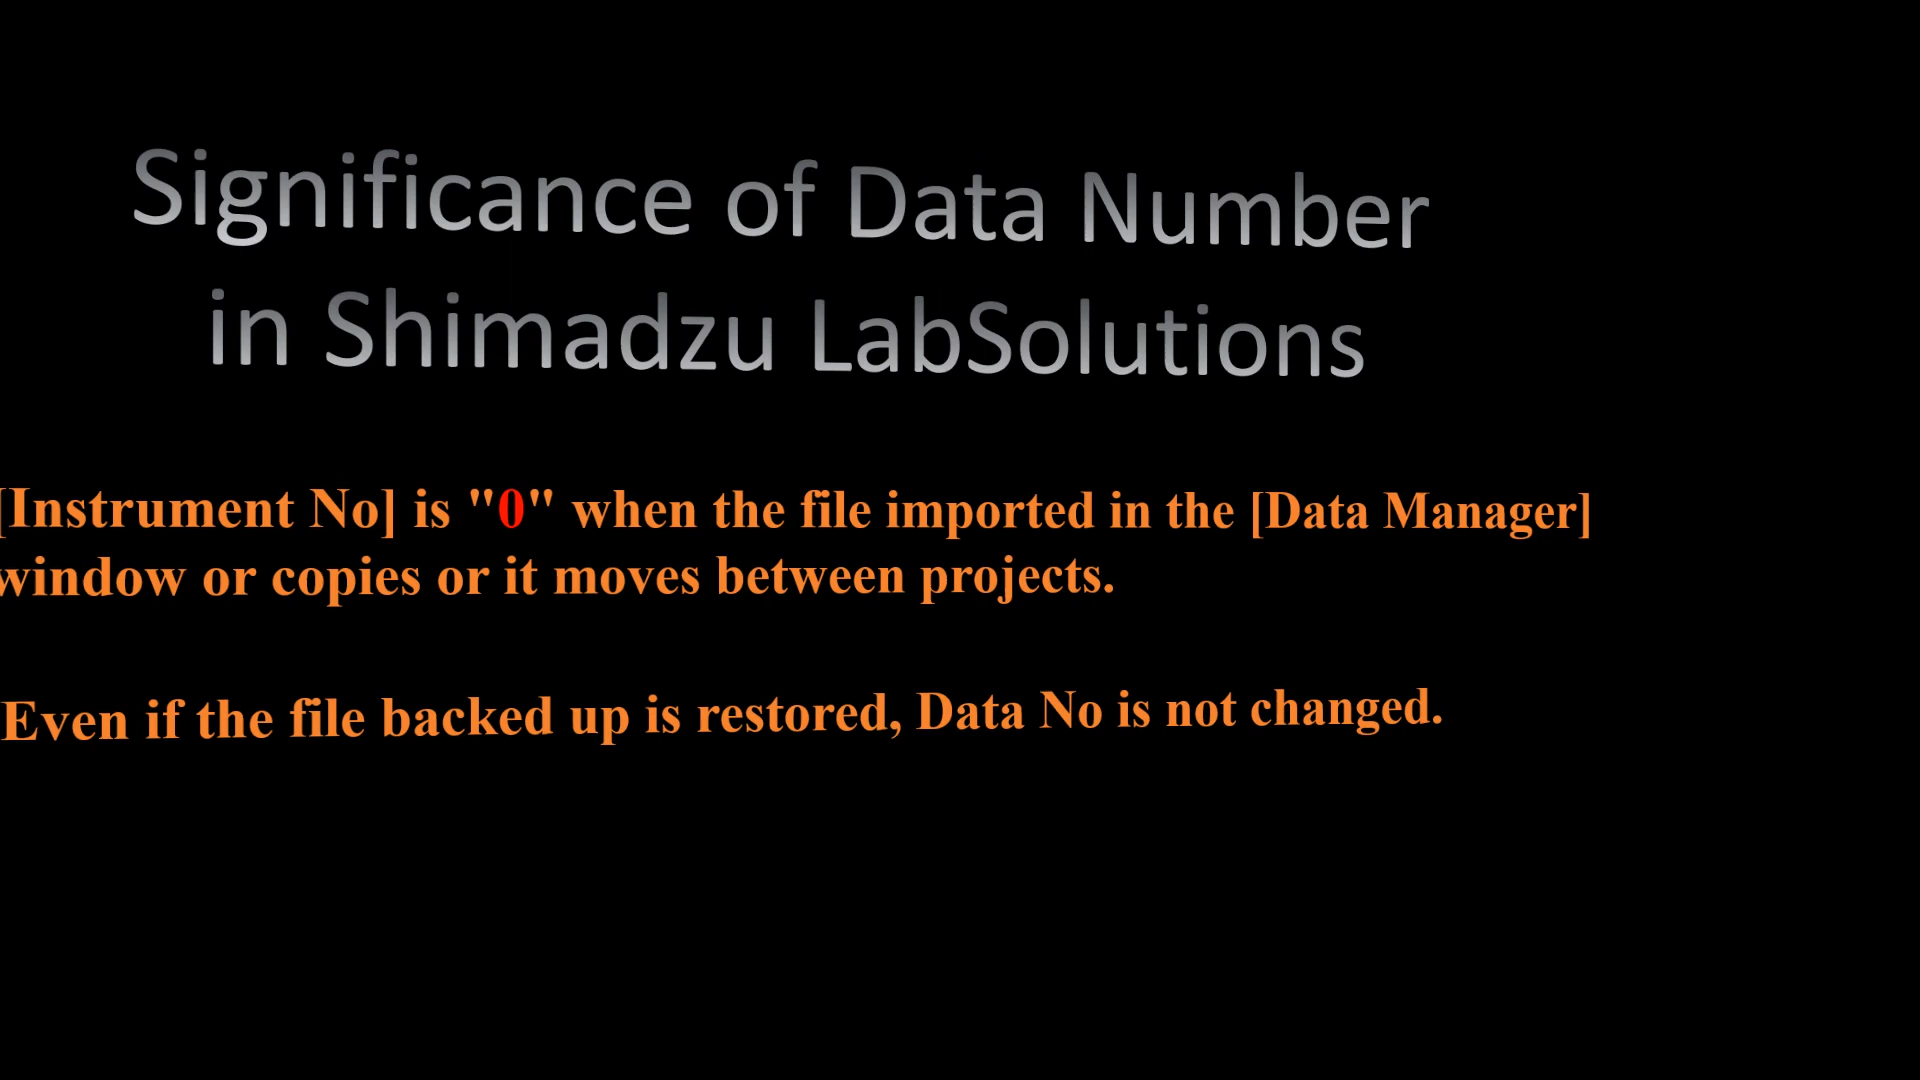 Significance of Data Number
in Shimadzu LabSolutions
[Instrument No] is "0" when the file imported in the [Data Manager]
window or copies or it moves between projects.
Even if the file backed up is restored, Data No is not changed.